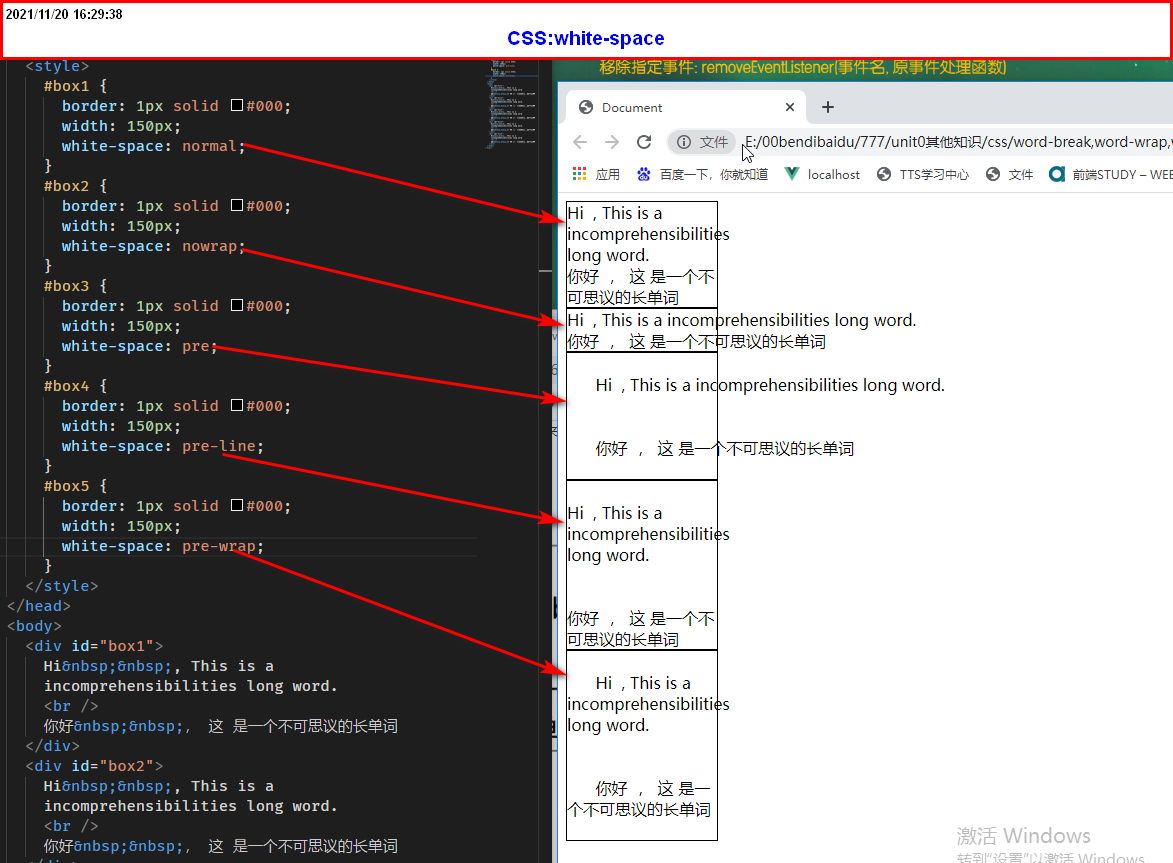 2021/11/20 16:29:38
CSS:white-space
<style>
#box1 {
border: 1px solid #000;
width: 150px;
white-space: normal;
}
#box2 {
border: 1px solid #000;
width: 150px;
white-space: nowrap;
}
#box3 {
border: 1px solid #000;
width: 150px;
white-space: pre;
}
#box4 {
border: 1px solid #000;
width: 150px;
white-space: pre-line;
}
#box5 {
border: 1px solid #000;
width: 150px;
white-space: pre-wrap;
}
</style>
</head>
<body>
<div id="box1">
Hi&nbsp;&nbsp;, This is a
incomprehensibilities long word.
<br />
你好&nbsp;&nbsp;， 这 是一个不可思议的长单词
</div>
<div id="box2">
Hi&nbsp;&nbsp;, This is a
incomprehensibilities long word.
<br />
你好&nbsp;&nbsp;， 这 是一个不可思议的长单词
移除指定事件: removeEventListener(事件名, 原事件处理函数)
Document
文件 E:/00bendibaidu/777/unit0其他知识/css/word-break,word-wrap,
应用 百度一下，你就知道 localhost TTS学习中心 文件 前端STUDY – WEB
Hi , This is a
incomprehensibilities
long word.
你好 ， 这 是一个不
可思议的长单词
Hi , This is a incomprehensibilities long word.
你好 ， 这 是一个不可思议的长单词
Hi , This is a incomprehensibilities long word.
你好 ， 这 是一个不可思议的长单词
Hi , This is a
incomprehensibilities
long word.
你好 ， 这 是一个不
可思议的长单词
Hi , This is a
incomprehensibilities
long word.
你好 ， 这 是一
个不可思议的长单词
激活 Windows
转到"设置"以激活 Windows